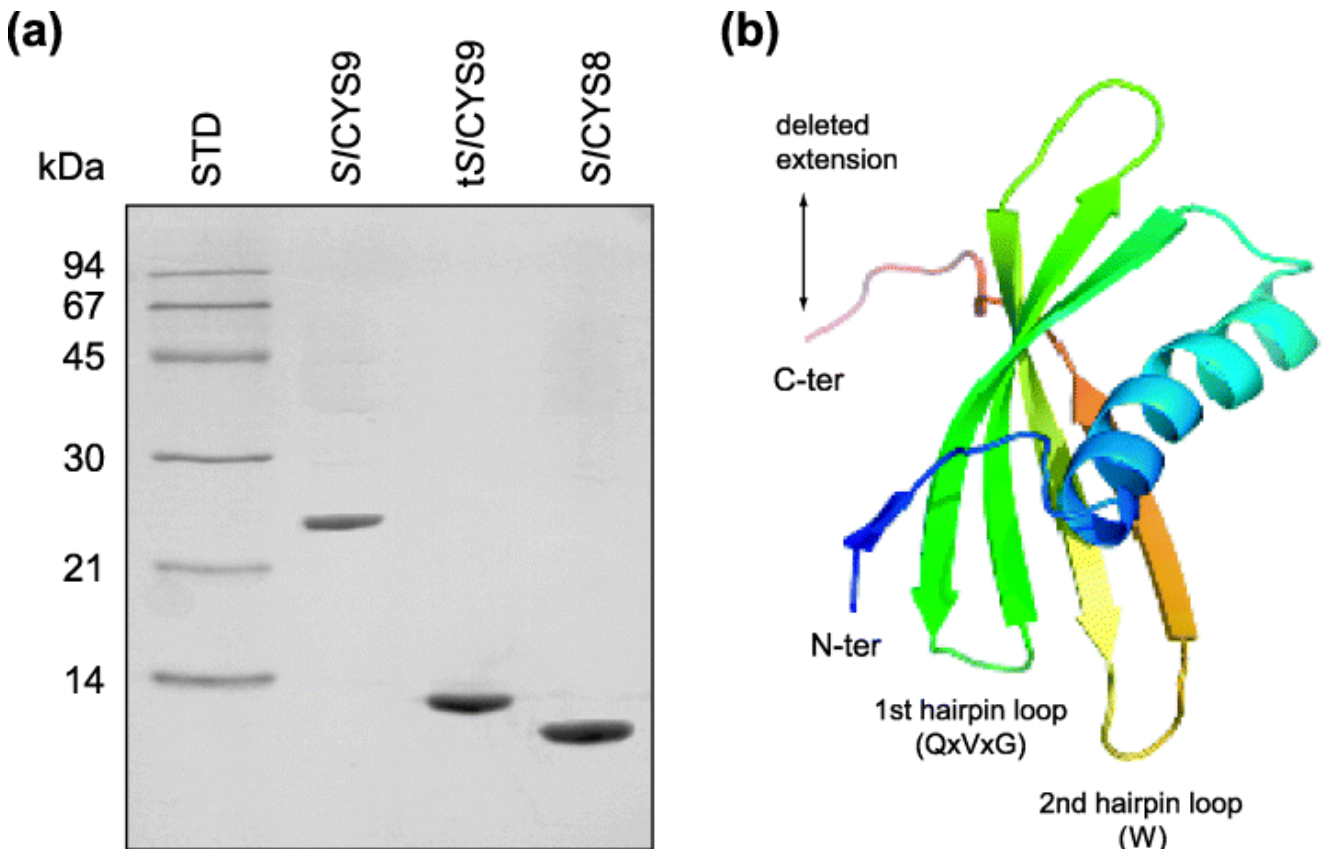 (a)
kDa
STD
SlCYS9
tSlCYS9
SlCYS8
94
67
45
30
21
14
(b)
deleted
extension
C-ter
N-ter
1st hairpin loop
(QxVxG)
2nd hairpin loop
(W)